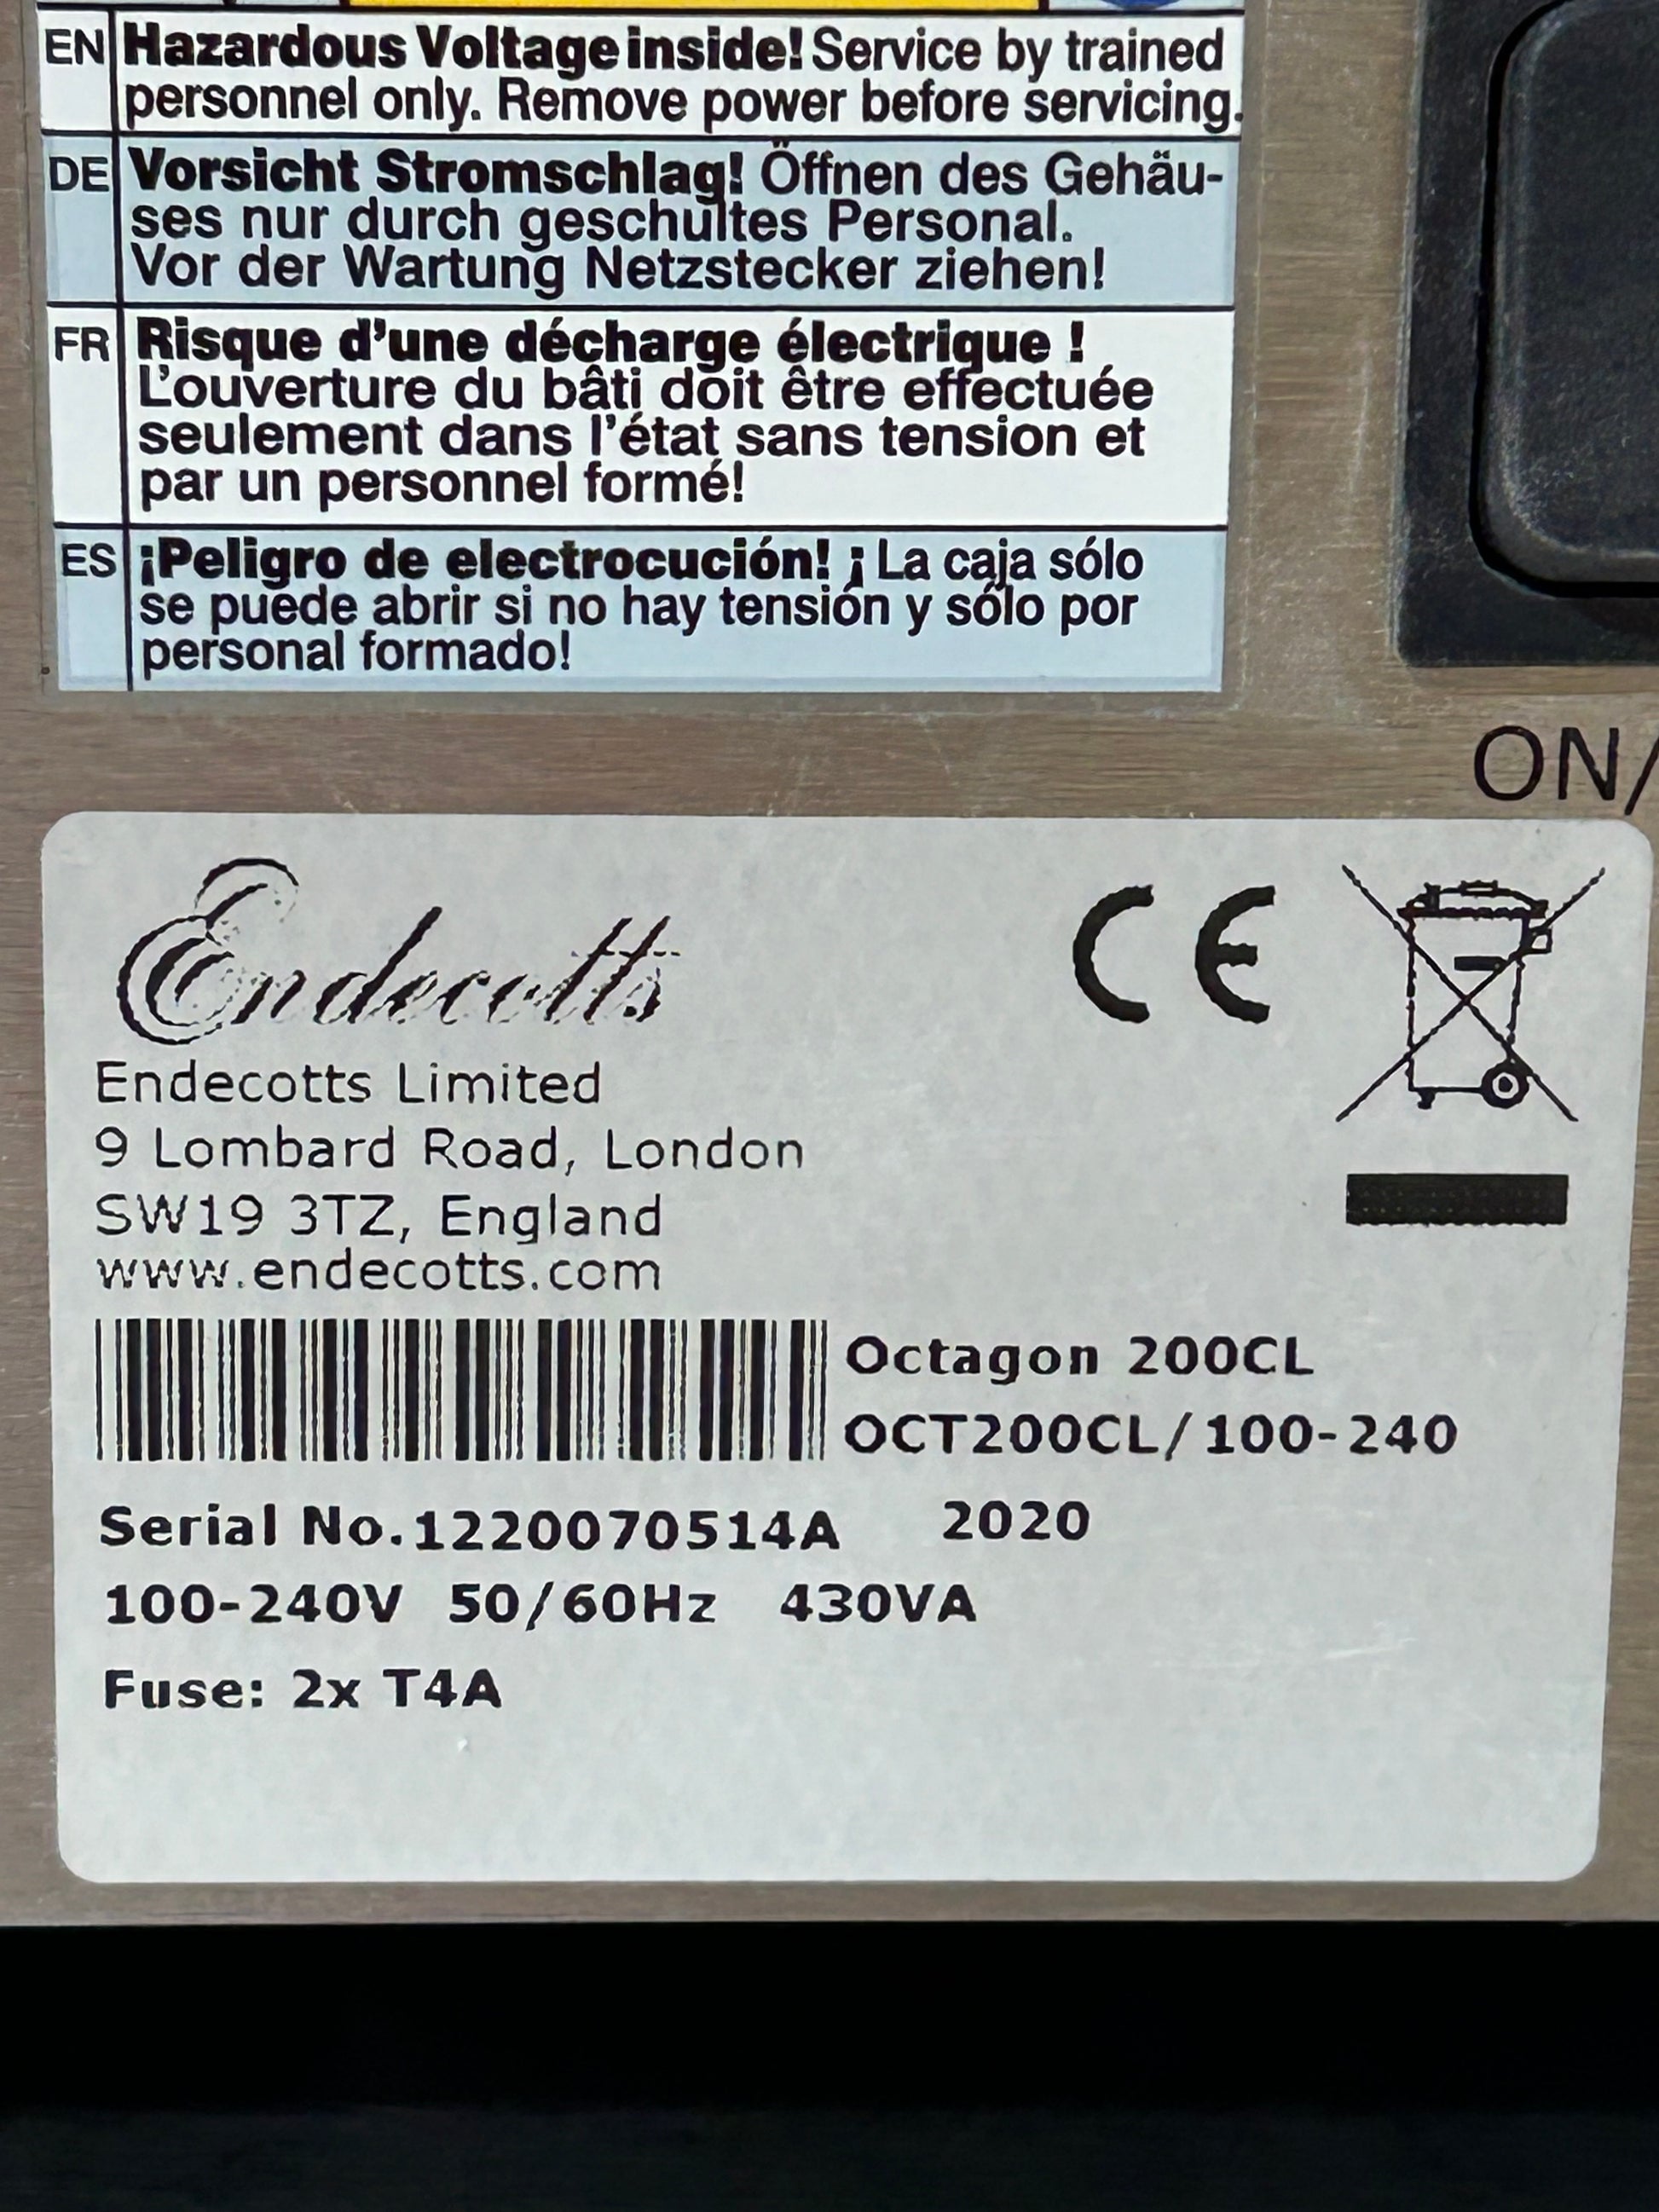 EN Hazardous Voltage inside! Service by trained
personnel only. Remove power before servicing.
DE Vorsicht Stromschlag! Öffnen des Gehäu-
ses nur durch geschultes Personal.
Vor der Wartung Netzstecker ziehen!
FR Risque d'une décharge électrique !
L'ouverture du bâti doit être effectuée
seulement dans l'état sans tension et
par un personnel formé!
ES ¡Peligro de electrocución! ¡ La caja sólo
se puede abrir si no hay tensión y sólo por
personal formado!
ON/
Endecotts
CE
Endecotts Limited
9 Lombard Road, London
SW19 3TZ, England
www.endecotts.com
Octagon 200CL
OCT200CL/100-240
Serial No.1220070514A 2020
100-240V 50/60Hz 430VA
Fuse: 2x T4A